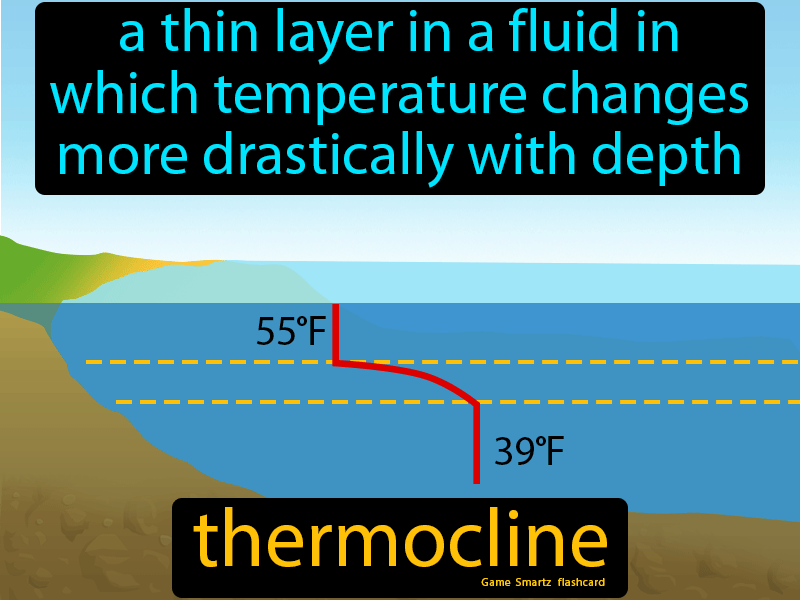 a thin layer in a fluid in
which temperature changes
more drastically with depth
55°F
39°F
thermocline
Game Smartz flashcard